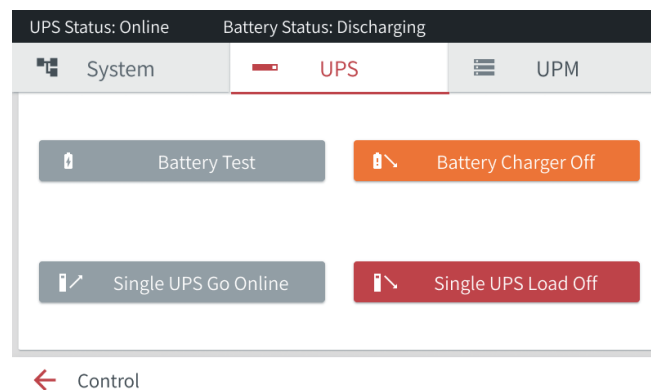 UPS Status: Online Battery Status: Discharging
System UPS UPM
Battery Test Battery Charger Off
Single UPS Go Online Single UPS Load Off
Control